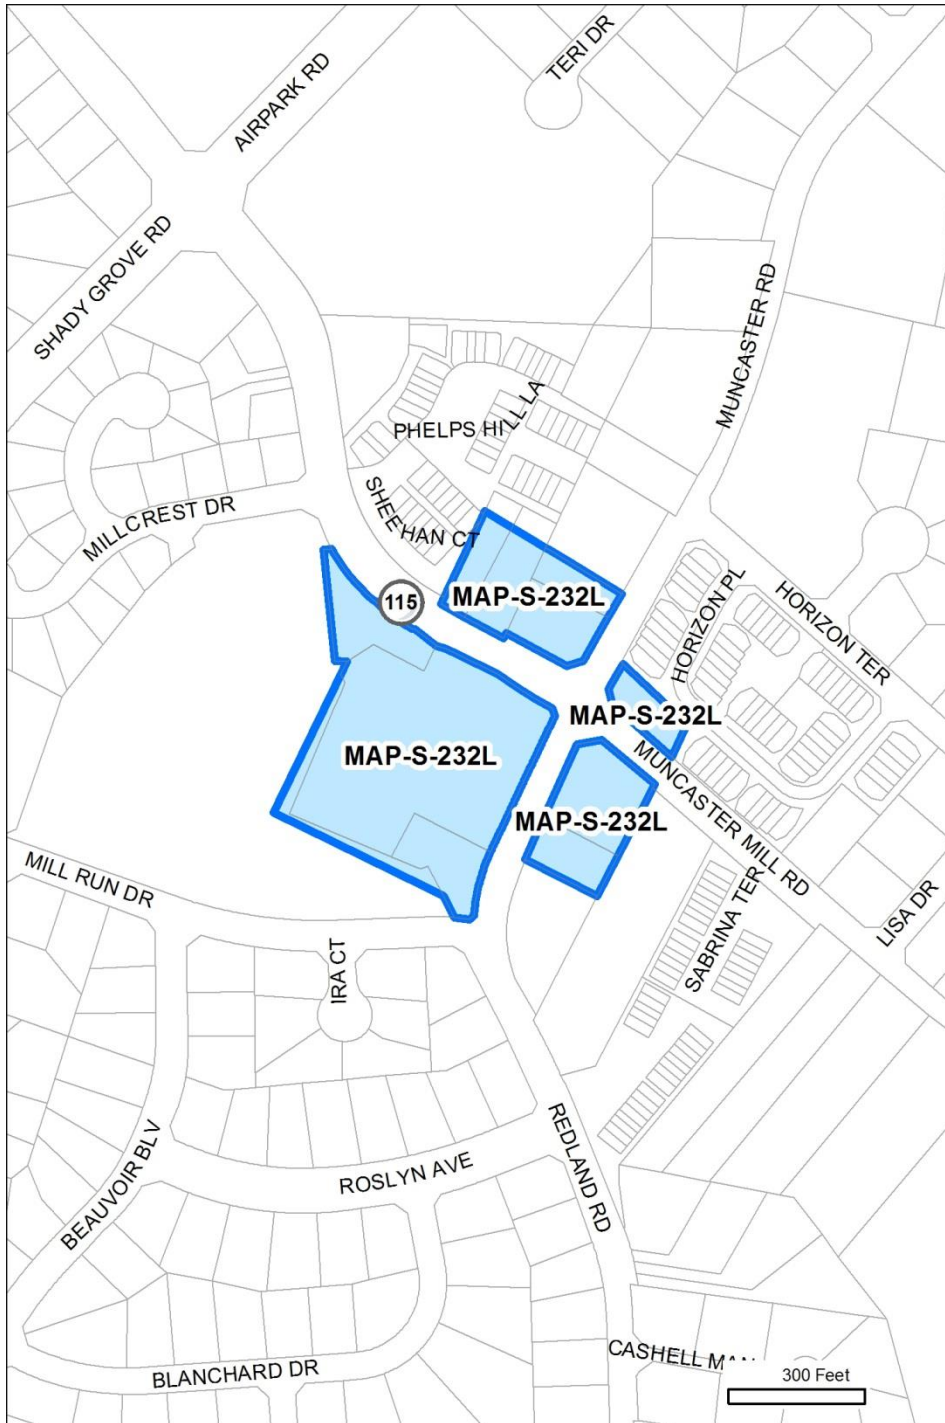 TERI DR
AIRPARK RD
SHADY GROVE RD
MUNCASTER RD
PHELPS HILL LA
MILLCREST DR
SHEEHAN CT
115
MAP-S-232L
HORIZON PL
HORIZON TER
MAP-S-232L
MAP-S-232L
MUNCASTER MILL RD
MAP-S-232L
MILL RUN DR
SABRINA TER
LISA DR
IRA CT
BEAUVOIR BLV
ROSLYN AVE
REDLAND RD
BLANCHARD DR
CASHELL
300 Feet